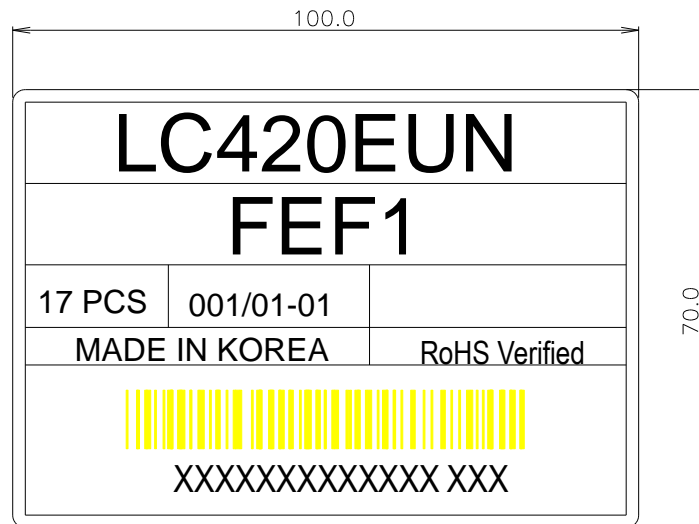 100.0
LC420EUN
FEF1
17 PCS 001/01-01
70.0
MADE IN KOREA RoHS Verified
XXXXXXXXXXXXX XXX